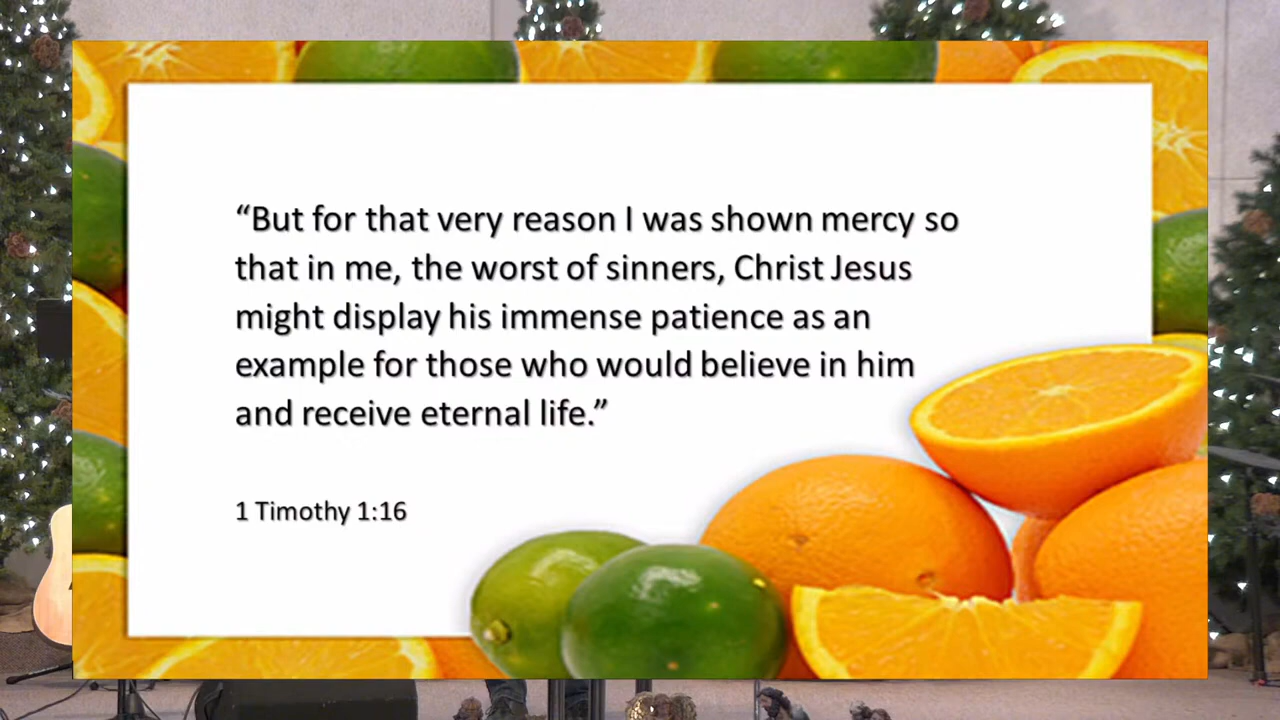 “But for that very reason I was shown mercy so
that in me, the worst of sinners, Christ Jesus
might display his immense patience as an
example for those who would believe in him
and receive eternal life.”
1 Timothy 1:16